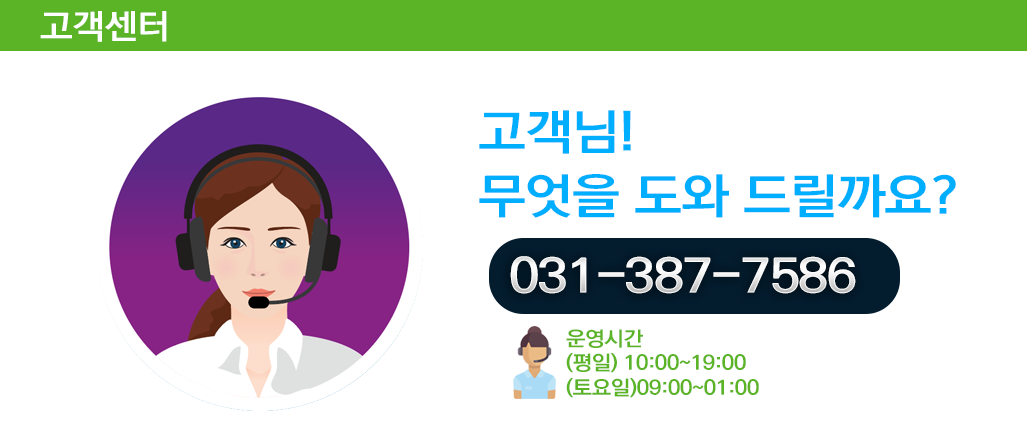 고객센터
고객님!
무엇을 도와 드릴까요?
031-387-7586
운영시간
(평일) 10:00~19:00
(토요일)09:00~01:00